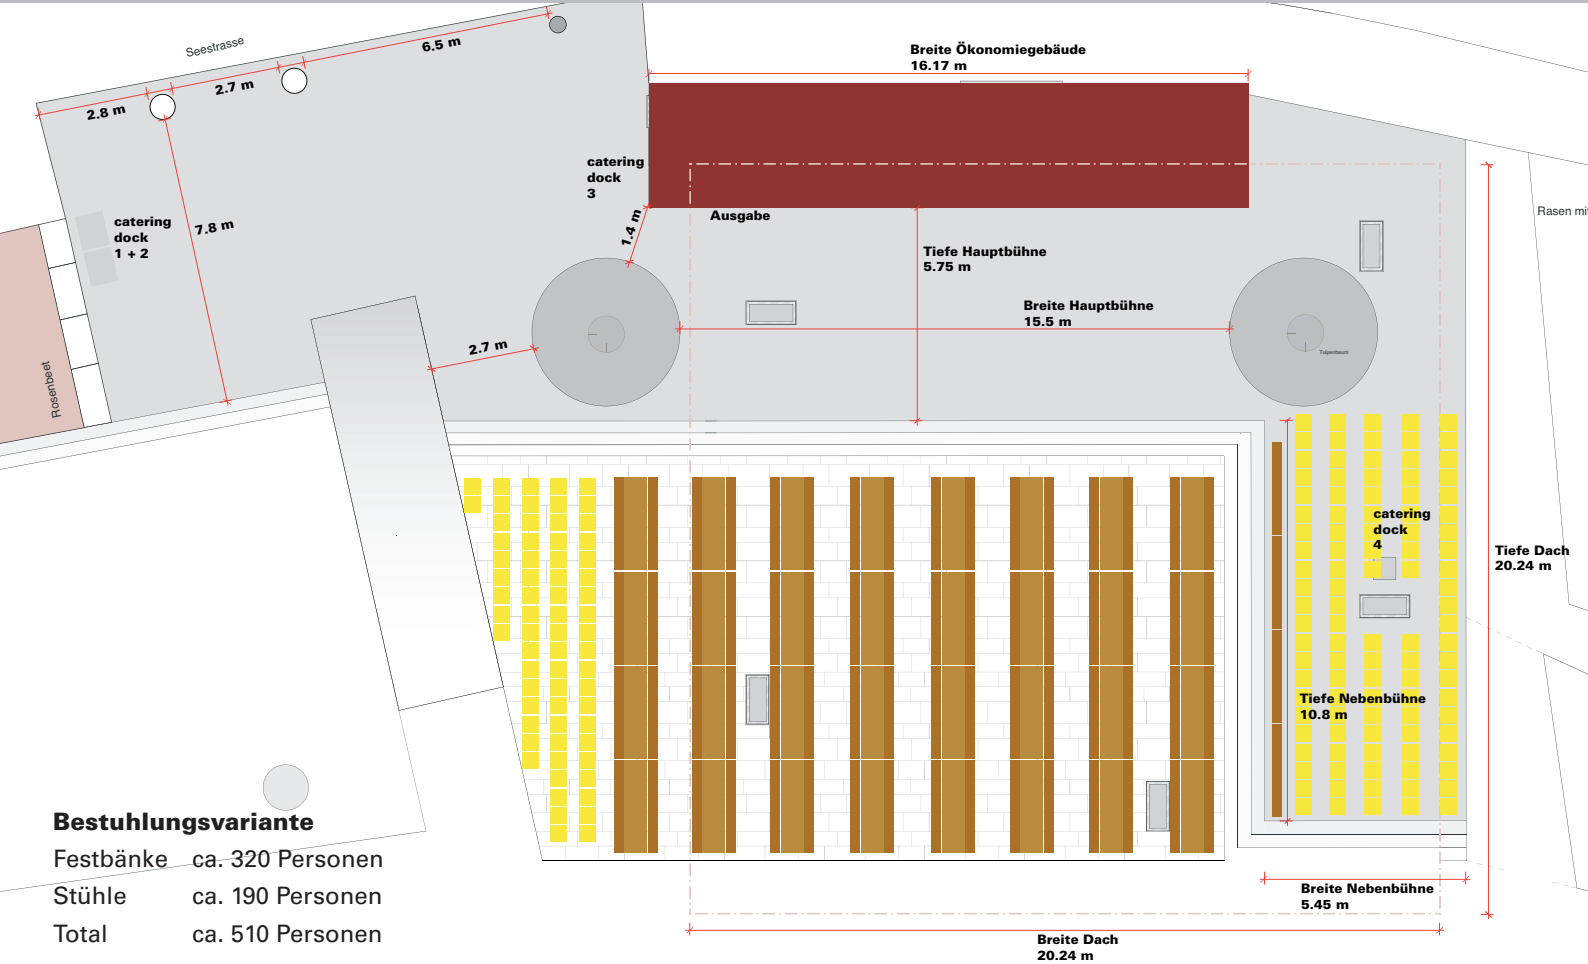 Seestrasse
6.5 m
2.7 m
2.8 m
Breite Ökonomiegebäude
16.17 m
catering
dock
3
catering
dock
1 + 2
7.8 m
1.4 m
Ausgabe
Tiefe Hauptbühne
5.75 m
Breite Hauptbühne
15.5 m
Rasen mi
2.7 m
Tulpenbaum
Rosenbeet
catering
dock
4
Tiefe Dach
20.24 m
Tiefe Nebenbühne
10.8 m
Bestuhlungsvariante
Festbänke ca. 320 Personen
Stühle ca. 190 Personen
Total ca. 510 Personen
Breite Nebenbühne
5.45 m
Breite Dach
20.24 m